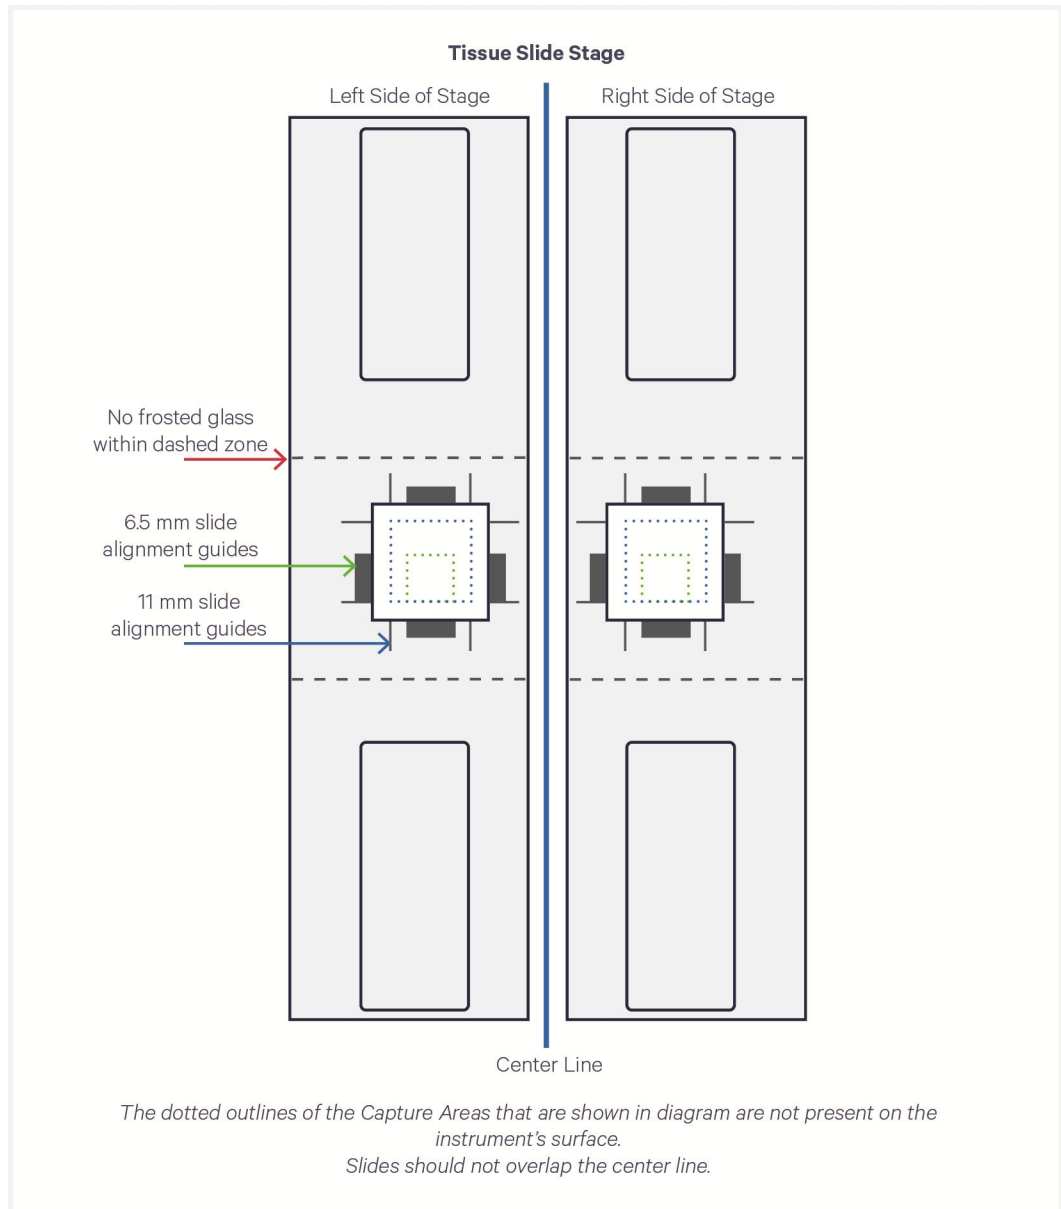 Tissue Slide Stage
Left Side of Stage
Right Side of Stage
No frosted glass
within dashed zone
6.5 mm slide
alignment guides
11 mm slide
alignment guides
Center Line
The dotted outlines of the Capture Areas that are shown in diagram are not present on the
instrument’s surface.
Slides should not overlap the center line.